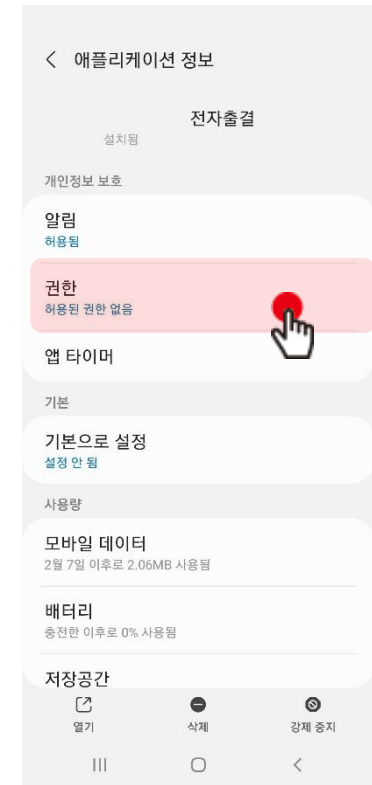 애플리케이션 정보
전자출결
설치됨
개인정보 보호
알림
허용됨
권한
허용된 권한 없음
앱 타이머
기본
기본으로 설정
설정 안 됨
사용량
모바일 데이터
2월 7일 이후로 2.06MB 사용됨
배터리
충전한 이후로 0% 사용됨
저장공간
열기 삭제 강제 중지